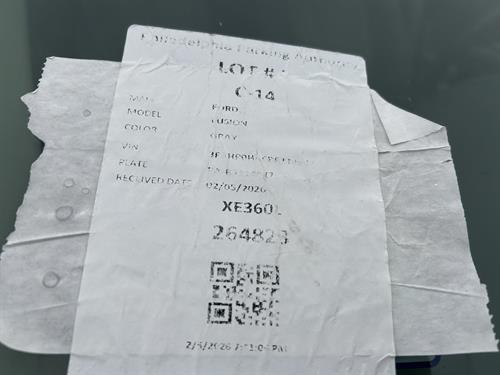 Philadelphia Parking Authority
LOT #
C-14
MAKE FORD
MODEL FUSION
COLOR GRAY
VIN
PLATE
RECEIVED DATE 02/05/2026
XE360L
264825
2/5/2026